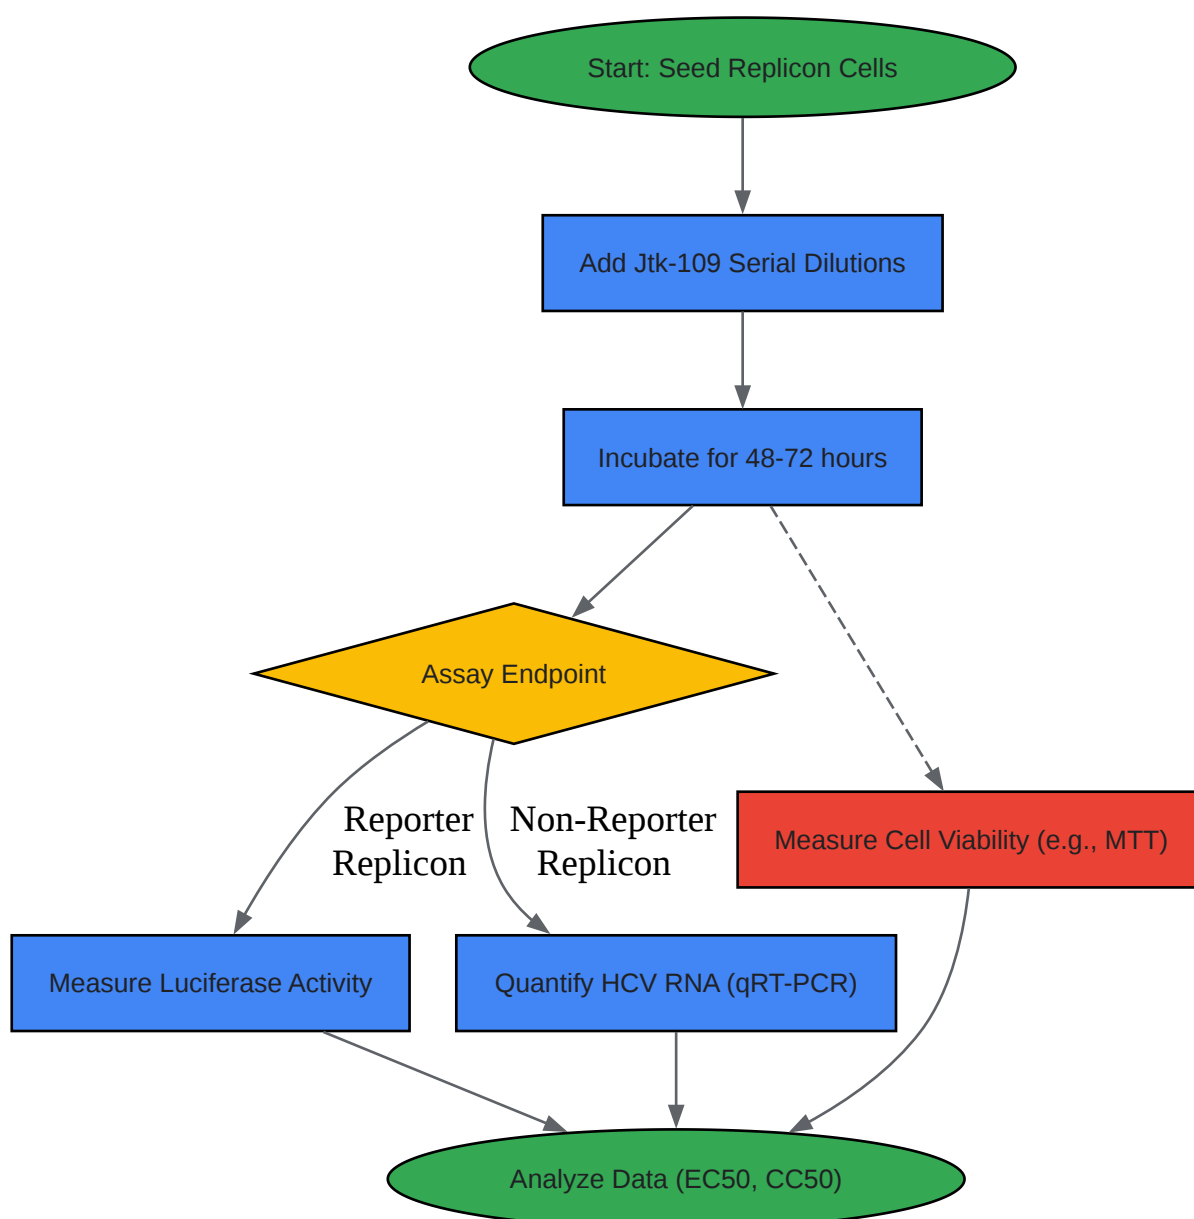 Start: Seed Replicon Cells
Add Jtk-109 Serial Dilutions
Incubate for 48-72 hours
Assay Endpoint
Reporter
Replicon
Non-Reporter
Replicon
Measure Cell Viability (e.g., MTT)
Measure Luciferase Activity
Quantify HCV RNA (qRT-PCR)
Analyze Data (EC50, CC50)